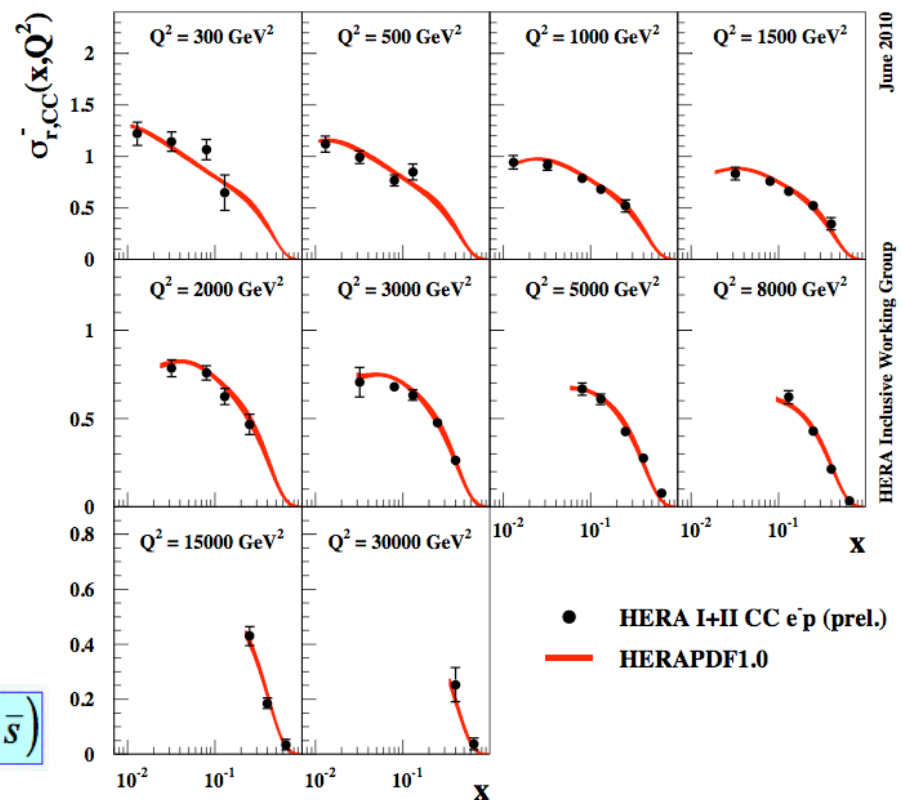 σ⁻r,CC(x,Q²)
June 2010
HERA Inclusive Working Group
Q² = 300 GeV²
Q² = 500 GeV²
Q² = 1000 GeV²
Q² = 1500 GeV²
2
1.5
1
0.5
0
Q² = 2000 GeV²
Q² = 3000 GeV²
Q² = 5000 GeV²
Q² = 8000 GeV²
1
0.5
0
10⁻² 10⁻¹ 10⁻² 10⁻¹
x
Q² = 15000 GeV²
Q² = 30000 GeV²
0.8
0.6
0.4
0.2
0
10⁻² 10⁻¹ 10⁻² 10⁻¹
x
HERA I+II CC e⁻p (prel.)
HERAPDF1.0
s̄)